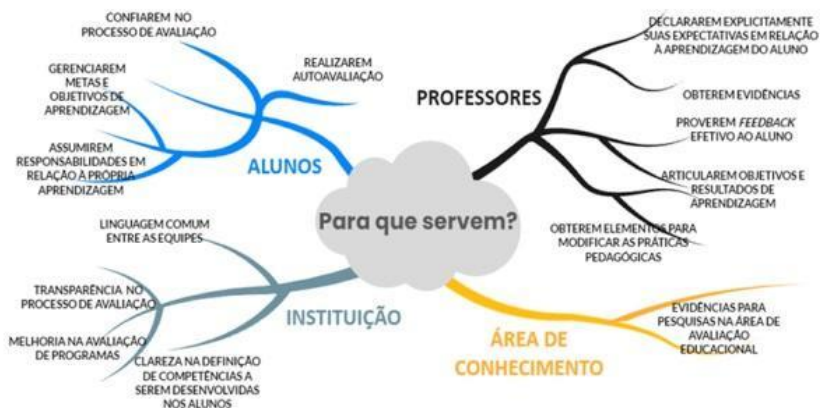 CONFIAREM NO
PROCESSO DE AVALIAÇÃO
GERENCIAREM
METAS E
OBJETIVOS DE
APRENDIZAGEM
REALIZAREM
AUTOAVALIAÇÃO
ASSUMIREM
RESPONSABILIDADES EM
RELAÇÃO À PRÓPRIA
APRENDIZAGEM
ALUNOS
DECLARAREM EXPLICITAMENTE
SUAS EXPECTATIVAS EM RELAÇÃO
À APRENDIZAGEM DO ALUNO
PROFESSORES
OBTEREM EVIDÊNCIAS
PROVEREM FEEDBACK
EFETIVO AO ALUNO
ARTICULAREM OBJETIVOS E
RESULTADOS DE
APRENDIZAGEM
OBTEREM ELEMENTOS PARA
MODIFICAR AS PRÁTICAS
PEDAGÓGICAS
Para que servem?
LINGUAGEM COMUM
ENTRE AS EQUIPES
TRANSPARÊNCIA NO
PROCESSO DE AVALIAÇÃO
INSTITUIÇÃO
MELHORIA NA AVALIAÇÃO
DE PROGRAMAS
CLAREZA NA DEFINIÇÃO
DE COMPETÊNCIAS A
SEREM DESENVOLVIDAS
NOS ALUNOS
ÁREA DE
CONHECIMENTO
EVIDÊNCIAS PARA
PESQUISAS NA ÁREA DE
AVALIAÇÃO
EDUCACIONAL